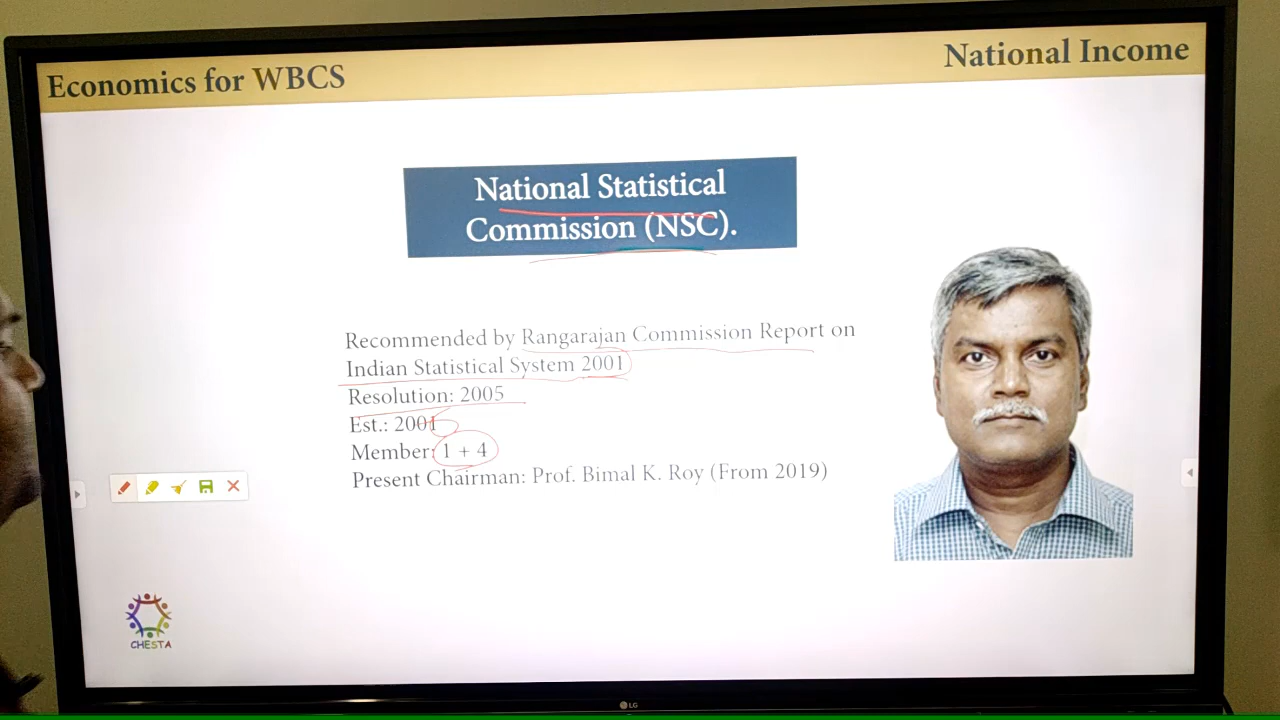 Economics for WBCS
National Income
National Statistical
Commission (NSC).
Recommended by Rangarajan Commission Report on
Indian Statistical System 2001
Resolution: 2005
Est.: 2001
Member: 1 + 4
Present Chairman: Prof. Bimal K. Roy (From 2019)
CHESTA
LG